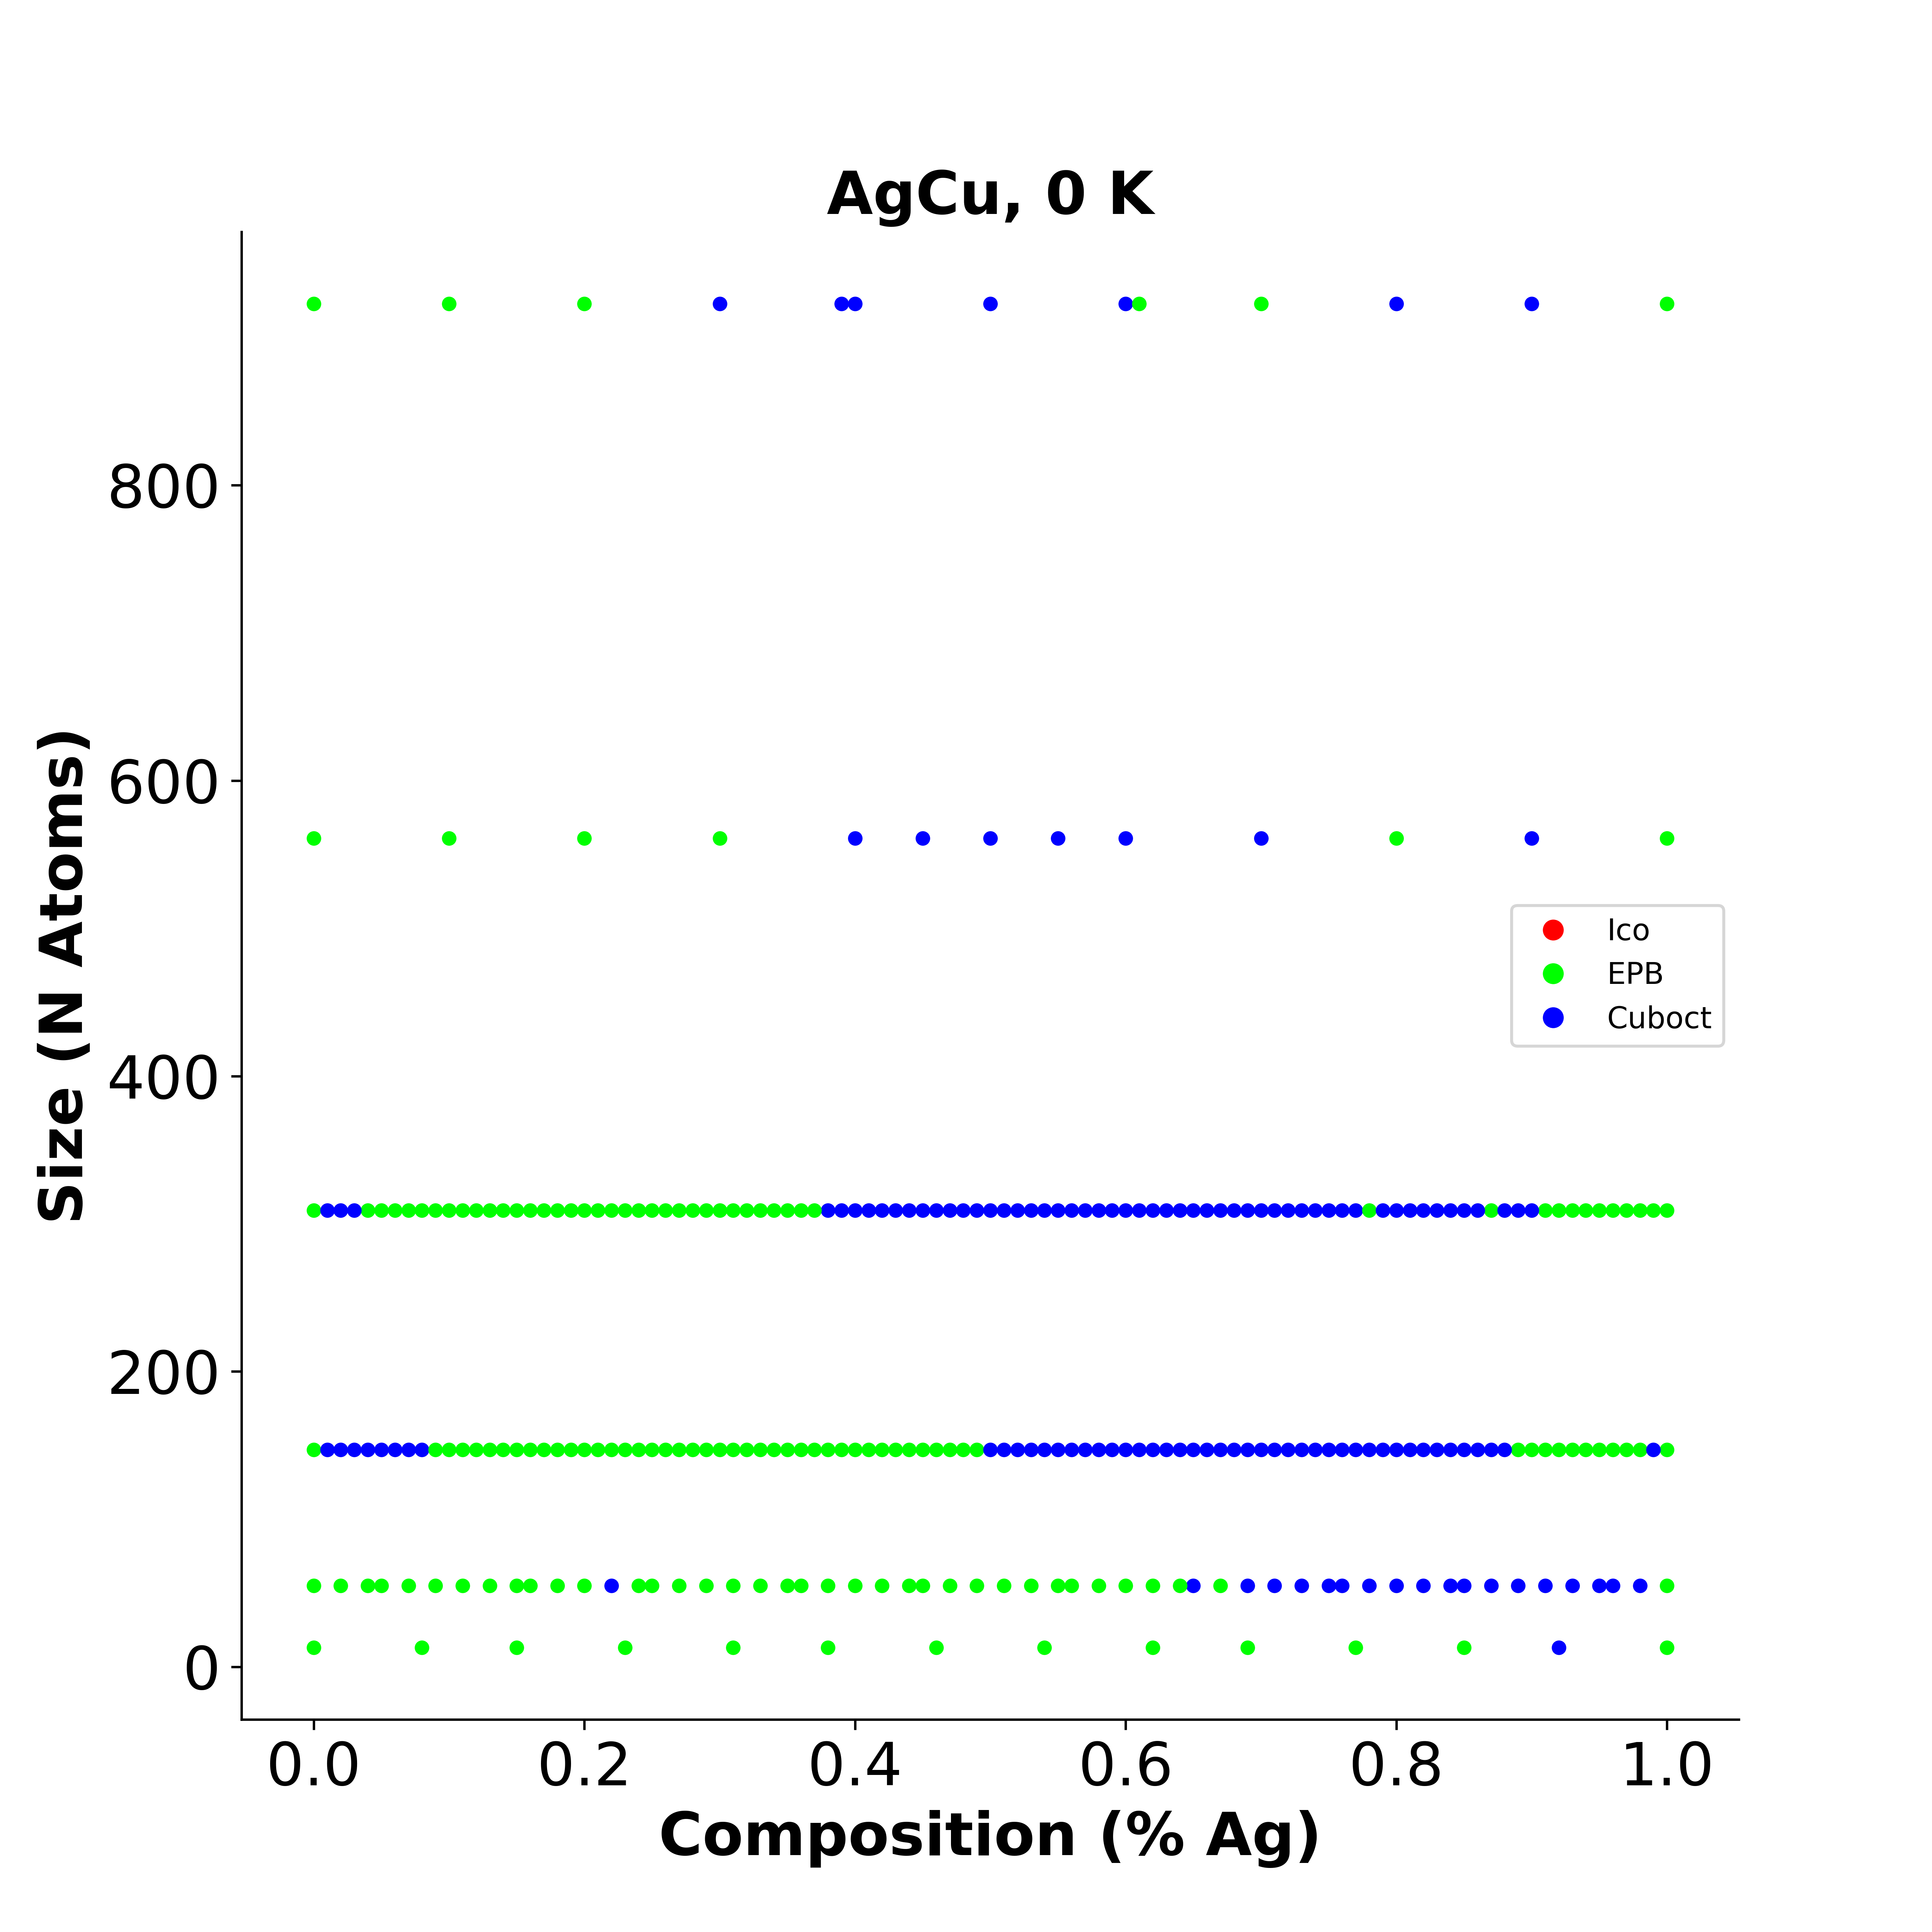 AgCu, 0 K
Size (N Atoms)
800
600
400
200
0
Ico
EPB
Cuboct
0.0 0.2 0.4 0.6 0.8 1.0
Composition (% Ag)